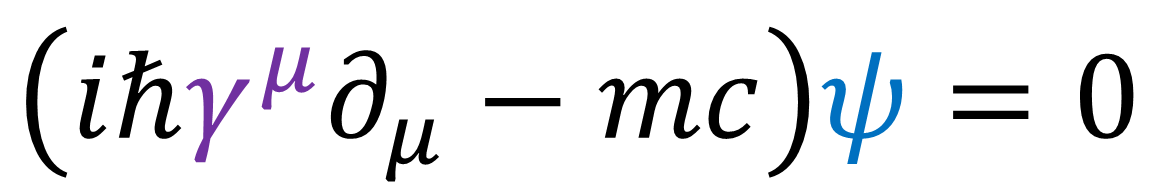 (iħγ^μ ∂_μ − mc)ψ = 0